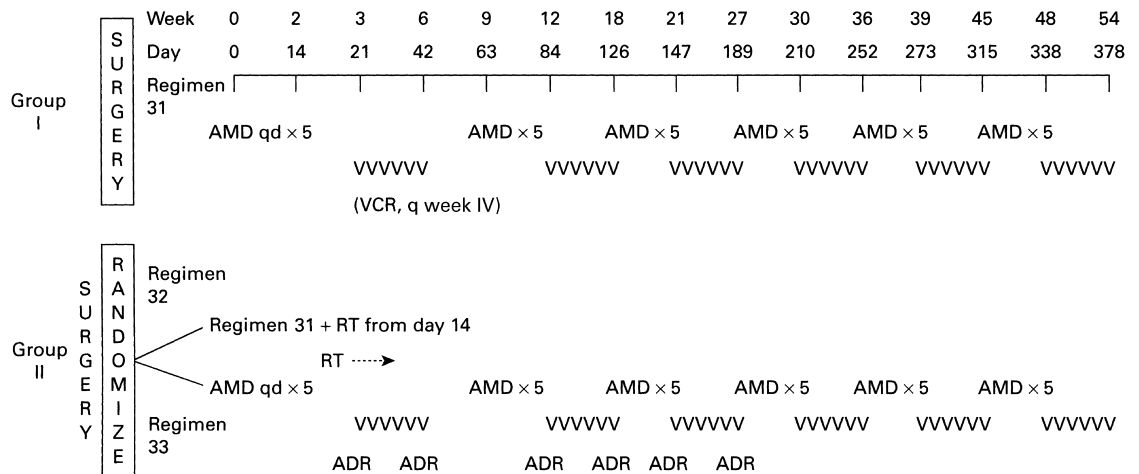 Week 0 2 3 6 9 12 18 21 27 30 36 39 45 48 54
Day 0 14 21 42 63 84 126 147 189 210 252 273 315 338 378
Group I
SURGERY
Regimen 31
AMD qd × 5 AMD × 5 AMD × 5 AMD × 5 AMD × 5 AMD × 5
VVVVVV VVVVVV VVVVVV VVVVVV VVVVVV VVVVVV
(VCR, q week IV)
Group II
SURGERY
RANDOMIZE
Regimen 32
Regimen 31 + RT from day 14
RT
AMD qd × 5 AMD × 5 AMD × 5 AMD × 5 AMD × 5 AMD × 5
Regimen 33
VVVVVV VVVVVV VVVVVV VVVVVV VVVVVV VVVVVV
ADR ADR ADR ADR ADR ADR